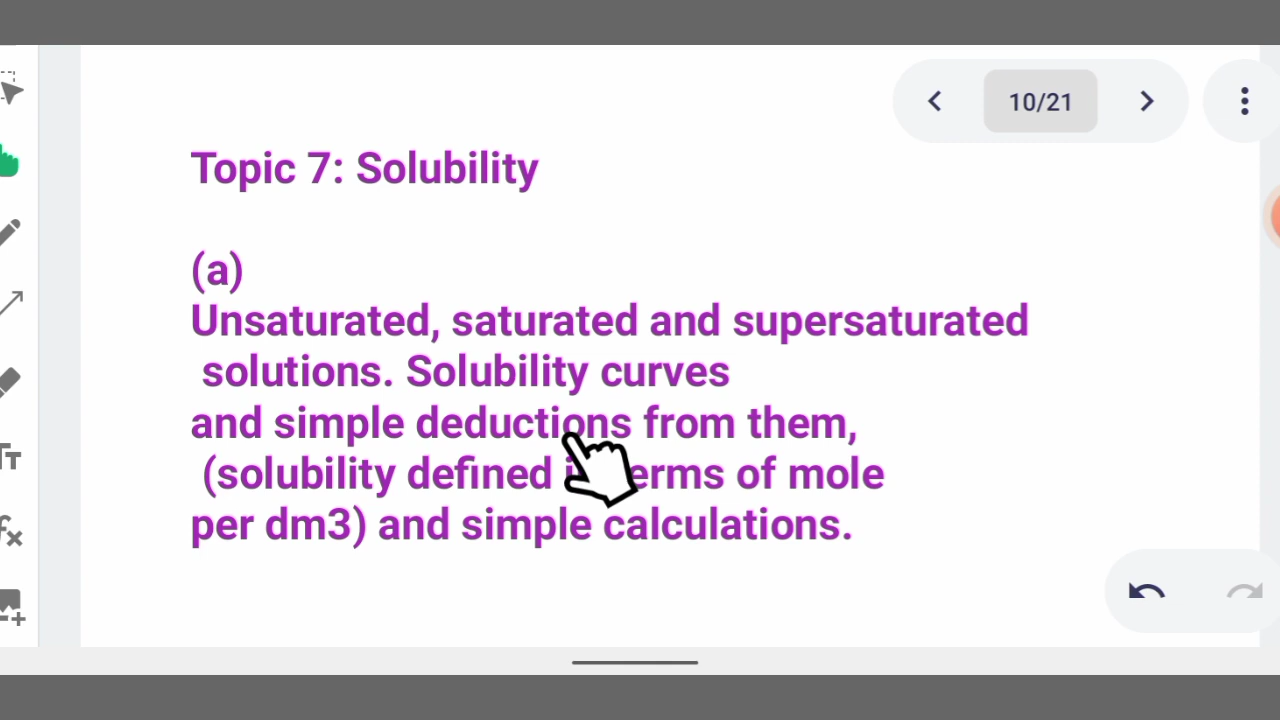 10/21
Topic 7: Solubility
(a)
Unsaturated, saturated and supersaturated
solutions. Solubility curves
and simple deductions from them,
(solubility defined terms of mole
per dm3) and simple calculations.